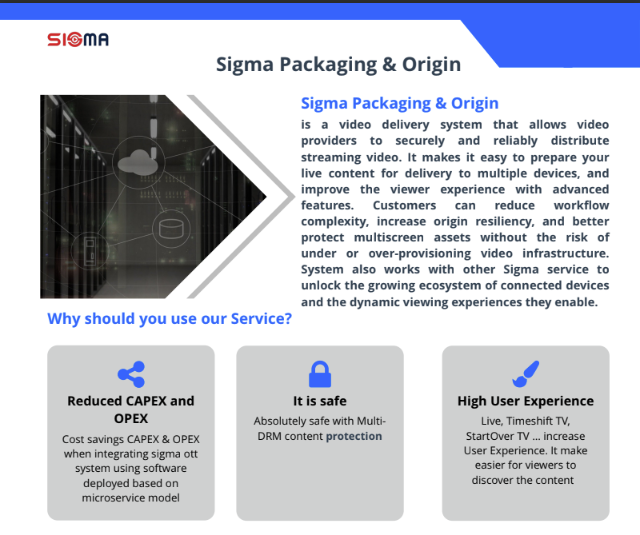 SIGMA
Sigma Packaging & Origin
Sigma Packaging & Origin
is a video delivery system that allows video
providers to securely and reliably distribute
streaming video. It makes it easy to prepare your
live content for delivery to multiple devices, and
improve the viewer experience with advanced
features. Customers can reduce workflow
complexity, increase origin resiliency, and better
protect multiscreen assets without the risk of
under or over-provisioning video infrastructure.
System also works with other Sigma service to
unlock the growing ecosystem of connected devices
and the dynamic viewing experiences they enable.
Why should you use our Service?
Reduced CAPEX and
OPEX
Cost savings CAPEX & OPEX
when integrating sigma ott
system using software
deployed based on
microservice model
It is safe
Absolutely safe with Multi-
DRM content protection
High User Experience
Live, Timeshift TV,
StartOver TV ... increase
User Experience. It make
easier for viewers to
discover the content